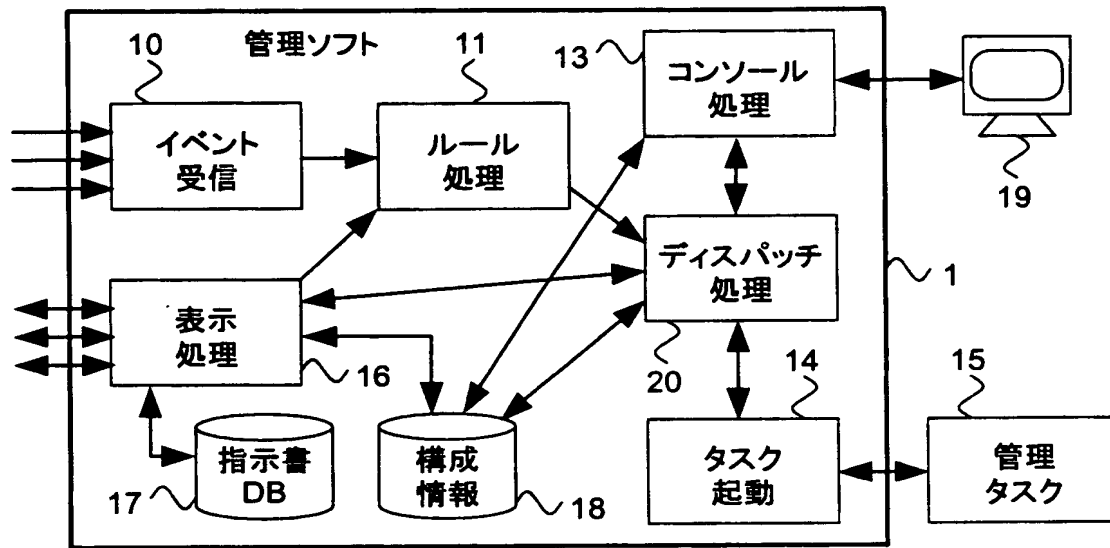 10
管理ソフト
11
13
コンソール
処理
イベント
受信
ルール
処理
19
ディスパッチ
処理
1
表示
処理
16
20
14
15
指示書
DB
17
構成
情報
18
タスク
起動
管理
タスク